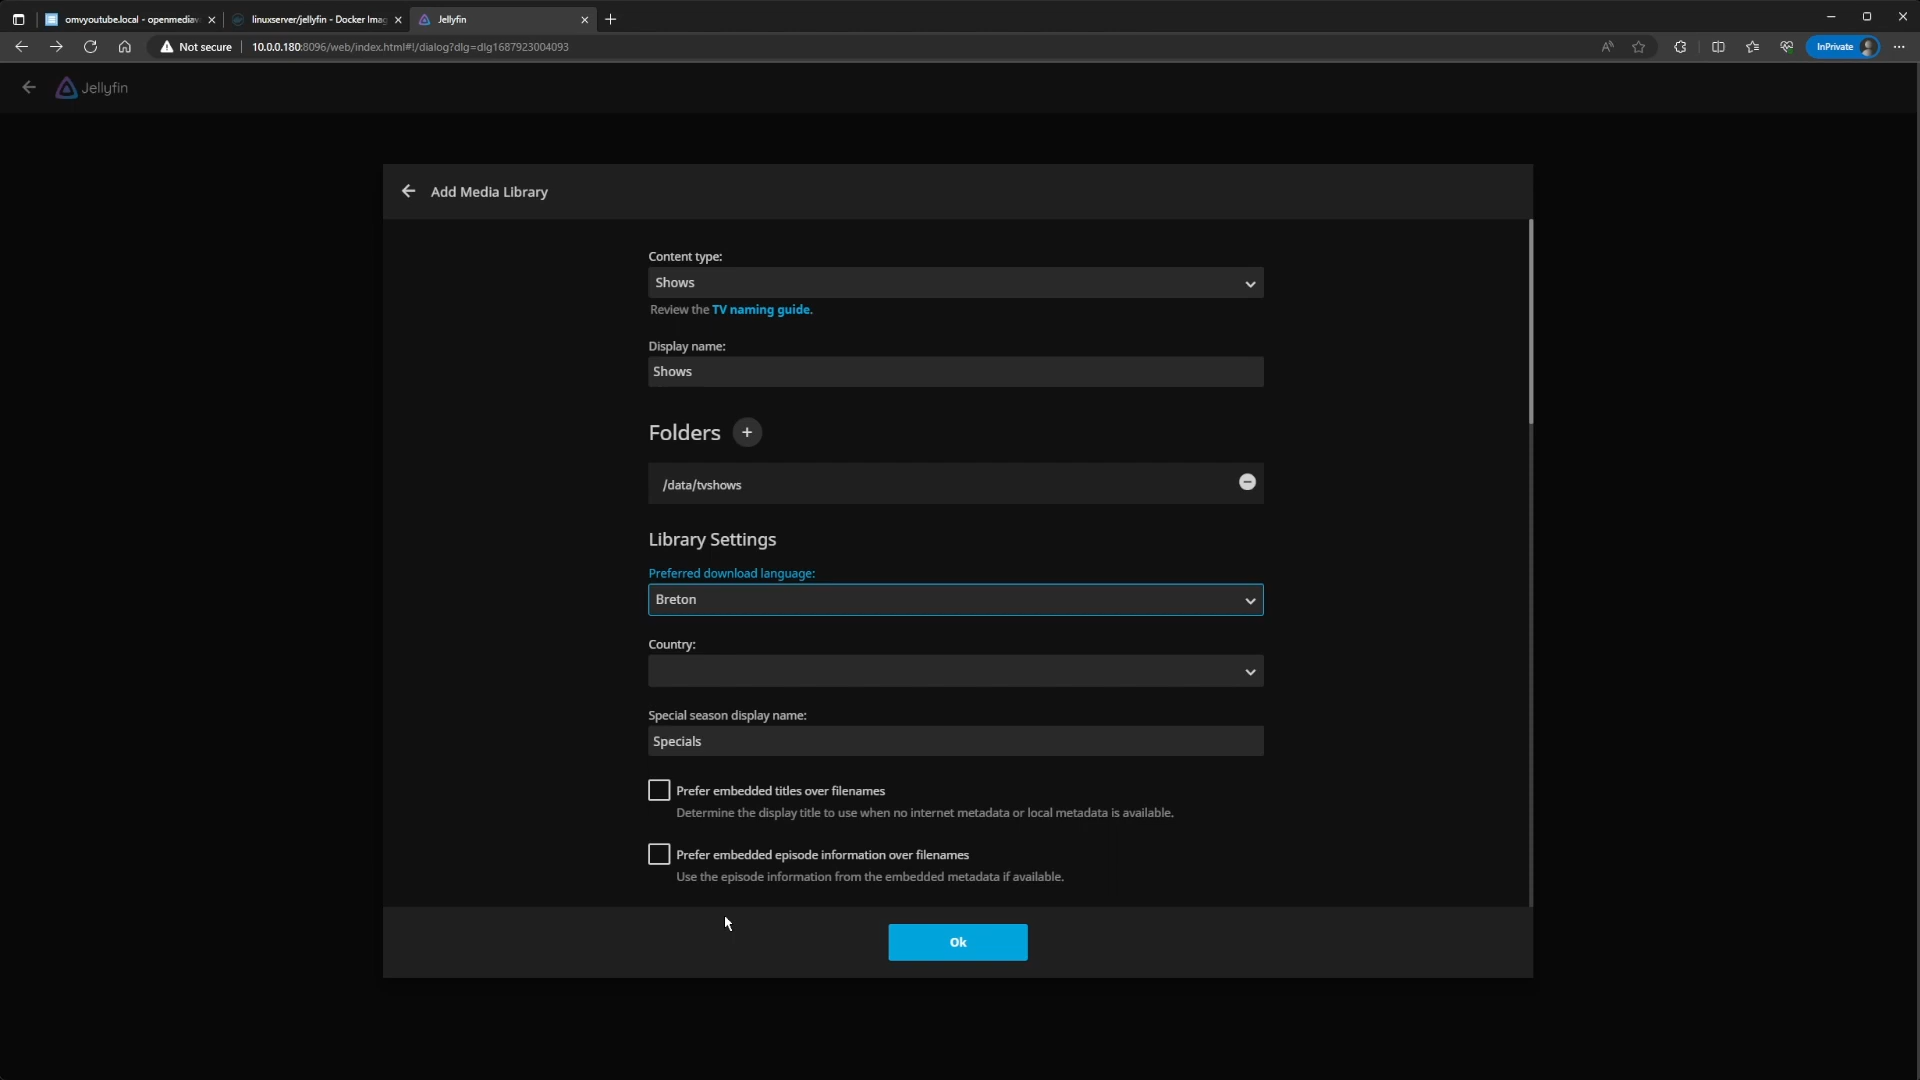 omvyoutube.local - openmediav
linuxserver/jellyfin - Docker Imag
Jellyfin
Not secure
10.0.0.180:8096/web/index.html#!/dialog?dlg=dlg1687923004093
InPrivate
Jellyfin
Add Media Library
Content type:
Shows
Review the TV naming guide.
Display name:
Shows
Folders
/data/tvshows
Library Settings
Preferred download language:
Breton
Country:
Special season display name:
Specials
Prefer embedded titles over filenames
Determine the display title to use when no internet metadata or local metadata is available.
Prefer embedded episode information over filenames
Use the episode information from the embedded metadata if available.
Ok